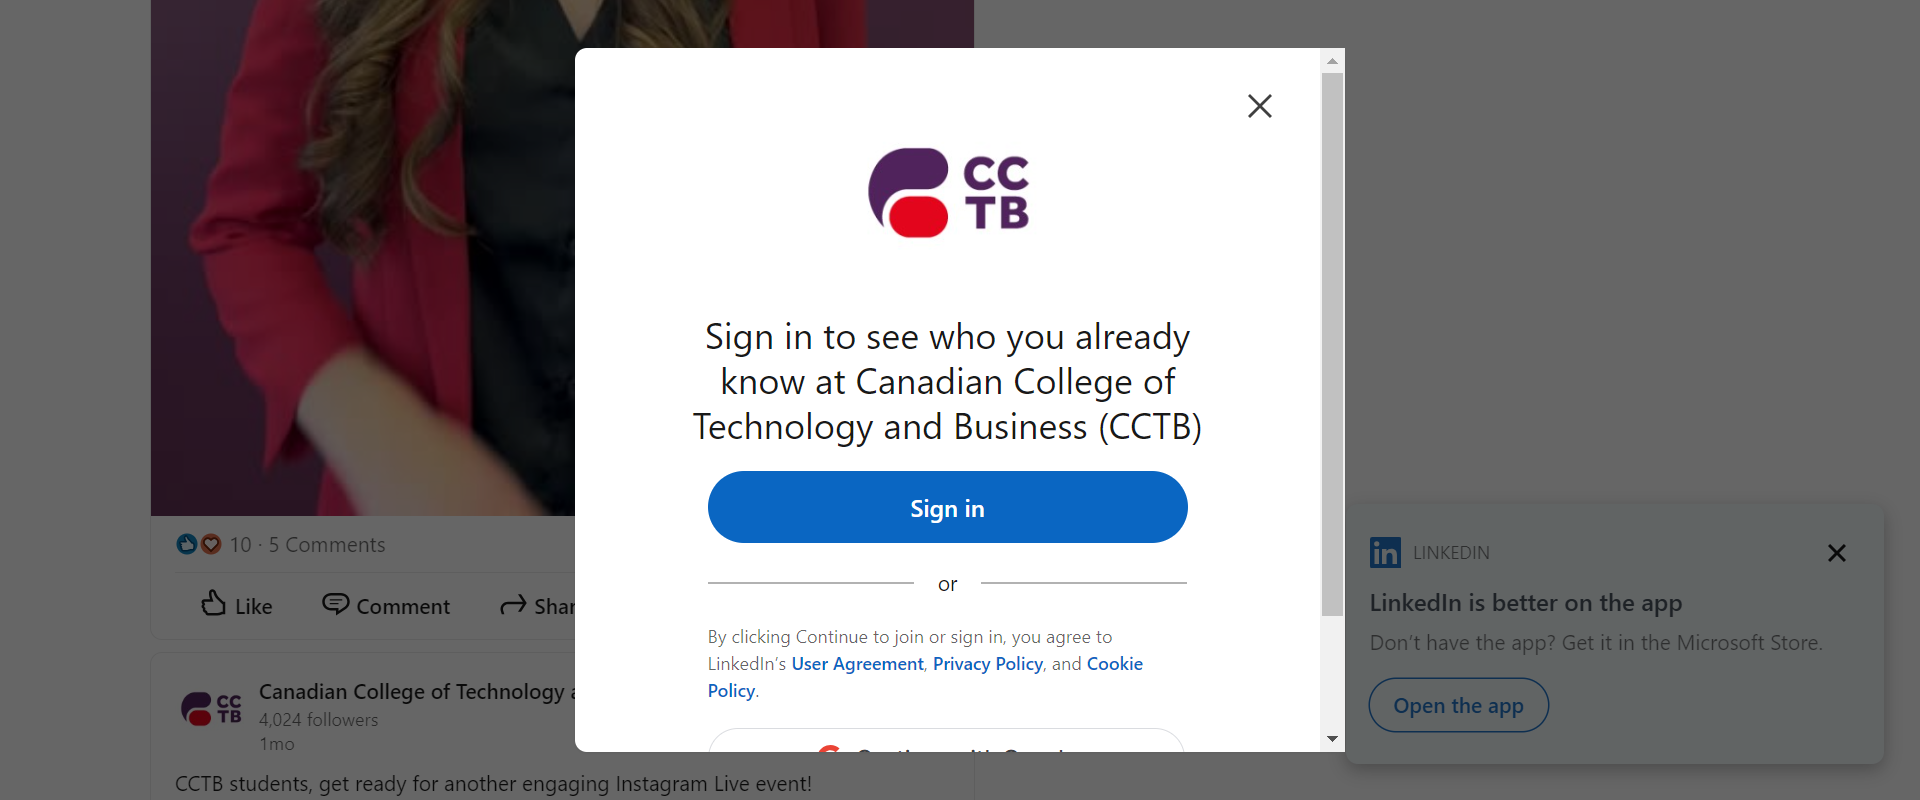 CC
TB
Sign in to see who you already
know at Canadian College of
Technology and Business (CCTB)
Sign in
or
By clicking Continue to join or sign in, you agree to
LinkedIn’s User Agreement, Privacy Policy, and Cookie
Policy.
10 · 5 Comments
Like Comment
CC
TB
Canadian College of Technology
4,024 followers
1mo
CCTB students, get ready for another engaging Instagram Live event!
in LINKEDIN
LinkedIn is better on the app
Don’t have the app? Get it in the Microsoft Store.
Open the app